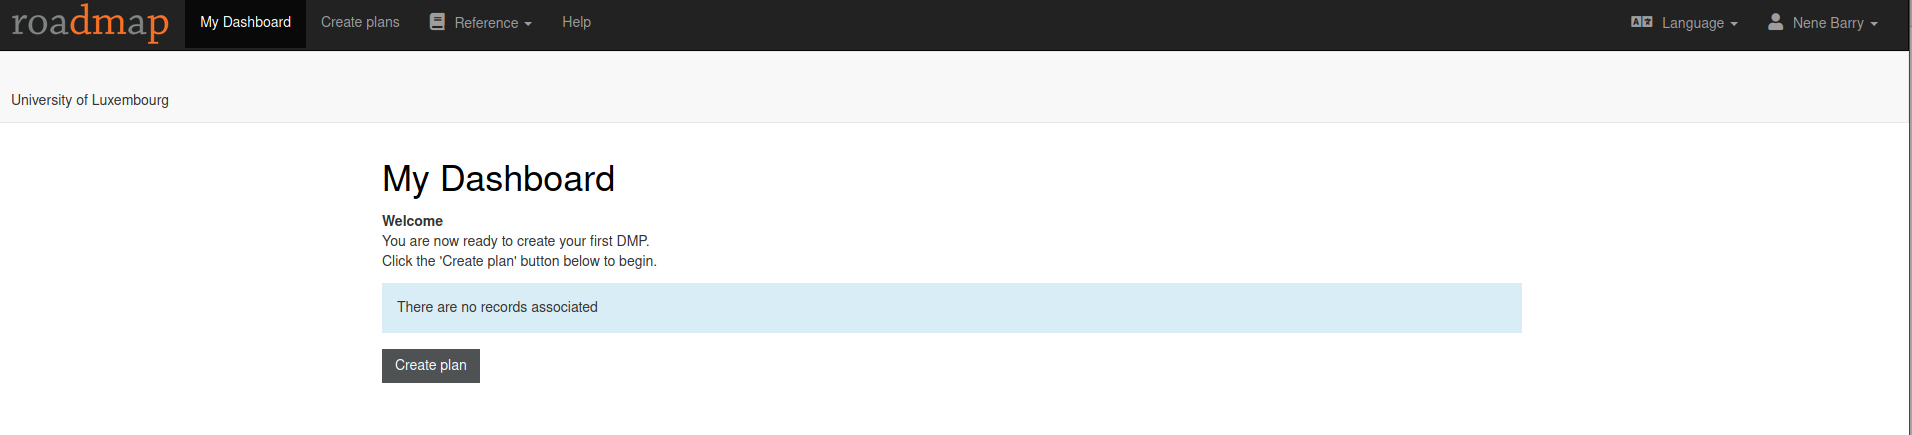 roadmap My Dashboard Create plans Reference Help Language Nene Barry
University of Luxembourg
My Dashboard
Welcome
You are now ready to create your first DMP.
Click the 'Create plan' button below to begin.
There are no records associated
Create plan